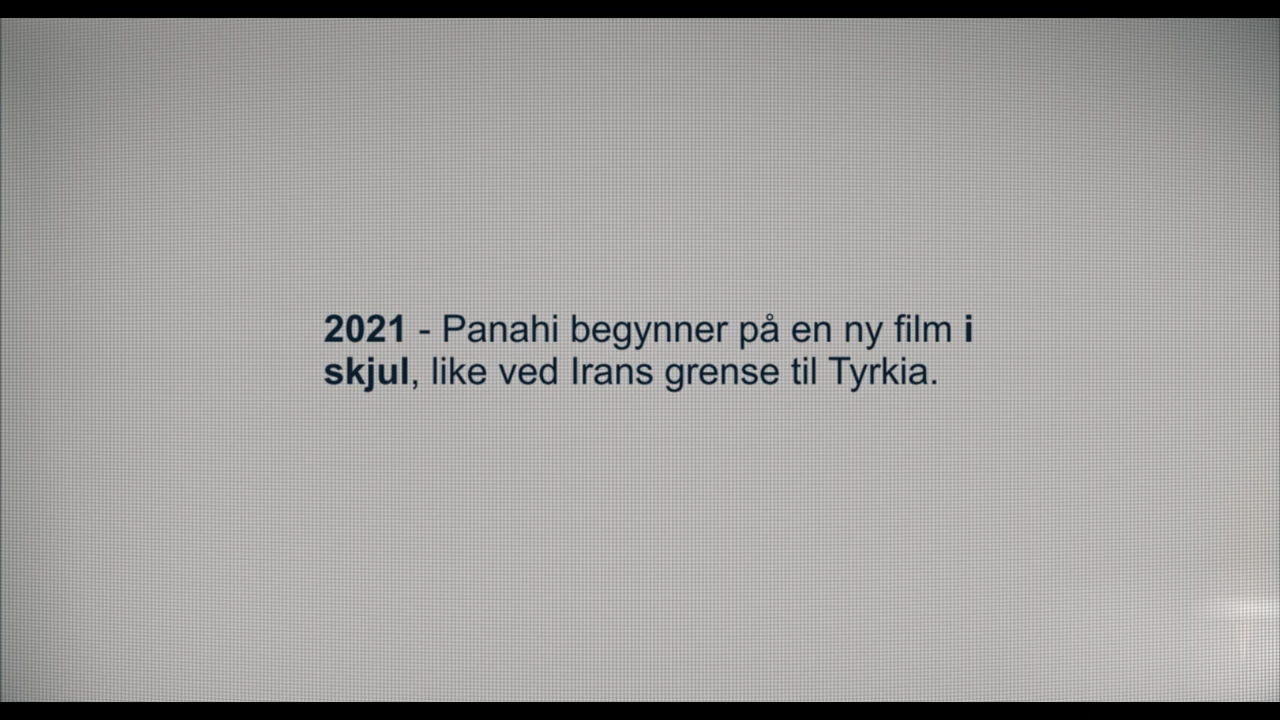 2021 - Panahi begynner på en ny film i
skjul, like ved Irans grense til Tyrkia.